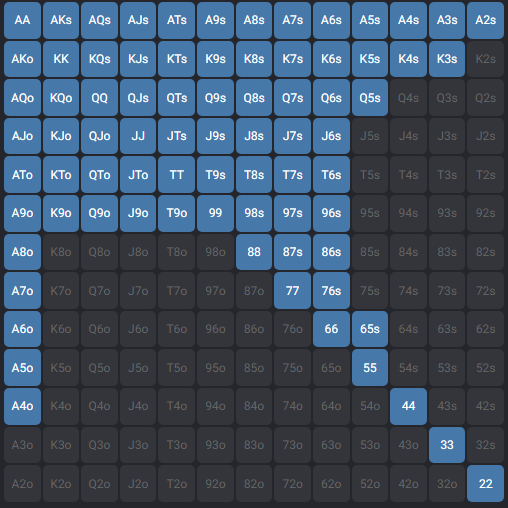 AA AKs AQs AJs ATs A9s A8s A7s A6s A5s A4s A3s A2s
AKo KK KQs KJs KTs K9s K8s K7s K6s K5s K4s K3s K2s
AQo KQo QQ QJs QTs Q9s Q8s Q7s Q6s Q5s Q4s Q3s Q2s
AJo KJo QJo JJ JTs J9s J8s J7s J6s J5s J4s J3s J2s
ATo KTo QTo JTo TT T9s T8s T7s T6s T5s T4s T3s T2s
A9o K9o Q9o J9o T9o 99 98s 97s 96s 95s 94s 93s 92s
A8o K8o Q8o J8o T8o 98o 88 87s 86s 85s 84s 83s 82s
A7o K7o Q7o J7o T7o 97o 87o 77 76s 75s 74s 73s 72s
A6o K6o Q6o J6o T6o 96o 86o 76o 66 65s 64s 63s 62s
A5o K5o Q5o J5o T5o 95o 85o 75o 65o 55 54s 53s 52s
A4o K4o Q4o J4o T4o 94o 84o 74o 64o 54o 44 43s 42s
A3o K3o Q3o J3o T3o 93o 83o 73o 63o 53o 43o 33 32s
A2o K2o Q2o J2o T2o 92o 82o 72o 62o 52o 42o 32o 22